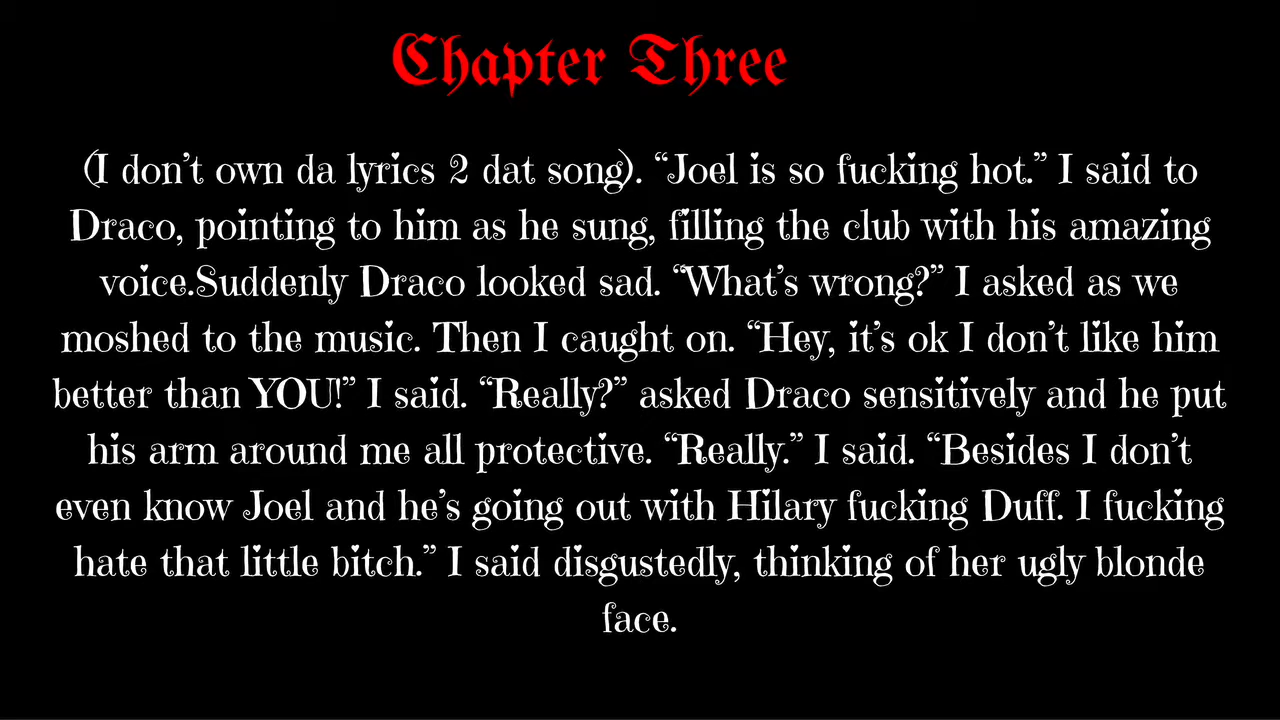 Chapter Three
(I don't own da lyrics 2 dat song). “Joel is so fucking hot.” I said to
Draco, pointing to him as he sung, filling the club with his amazing
voice.Suddenly Draco looked sad. “What's wrong?” I asked as we
moshed to the music. Then I caught on. “Hey, it's ok I don't like him
better than YOU!” I said. “Really?” asked Draco sensitively and he put
his arm around me all protective. “Really.” I said. “Besides I don't
even know Joel and he's going out with Hilary fucking Duff. I fucking
hate that little bitch.” I said disgustedly, thinking of her ugly blonde
face.